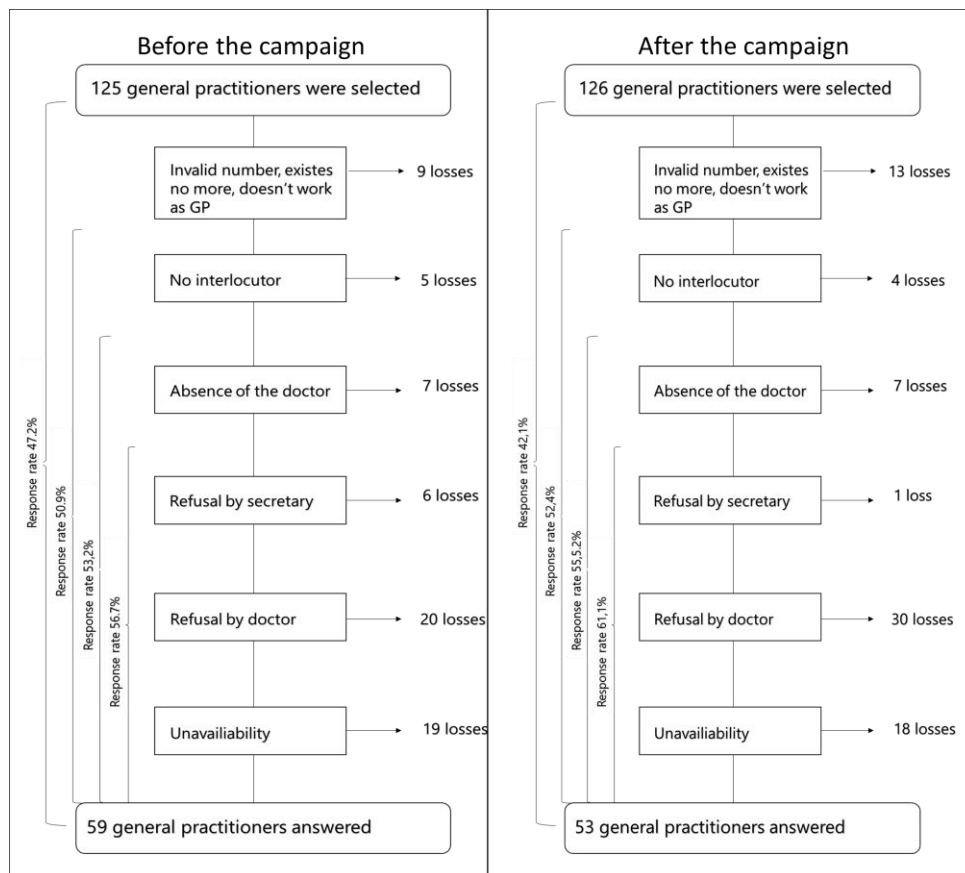 Before the campaign
125 general practitioners were selected
Invalid number, existes
no more, doesn't work
as GP
9 losses
No interlocutor
5 losses
Absence of the doctor
7 losses
Refusal by secretary
6 losses
Refusal by doctor
20 losses
Unavailiability
19 losses
59 general practitioners answered
Response rate 47.2%
Response rate 50.9%
Response rate 53,2%
Response rate 56.7%
After the campaign
126 general practitioners were selected
Invalid number, existes
no more, doesn't work
as GP
13 losses
No interlocutor
4 losses
Absence of the doctor
7 losses
Refusal by secretary
1 loss
Refusal by doctor
30 losses
Unavailiability
18 losses
53 general practitioners answered
Response rate 42,1%
Response rate 52,4%
Response rate 55,5.2%
Response rate 61,1%